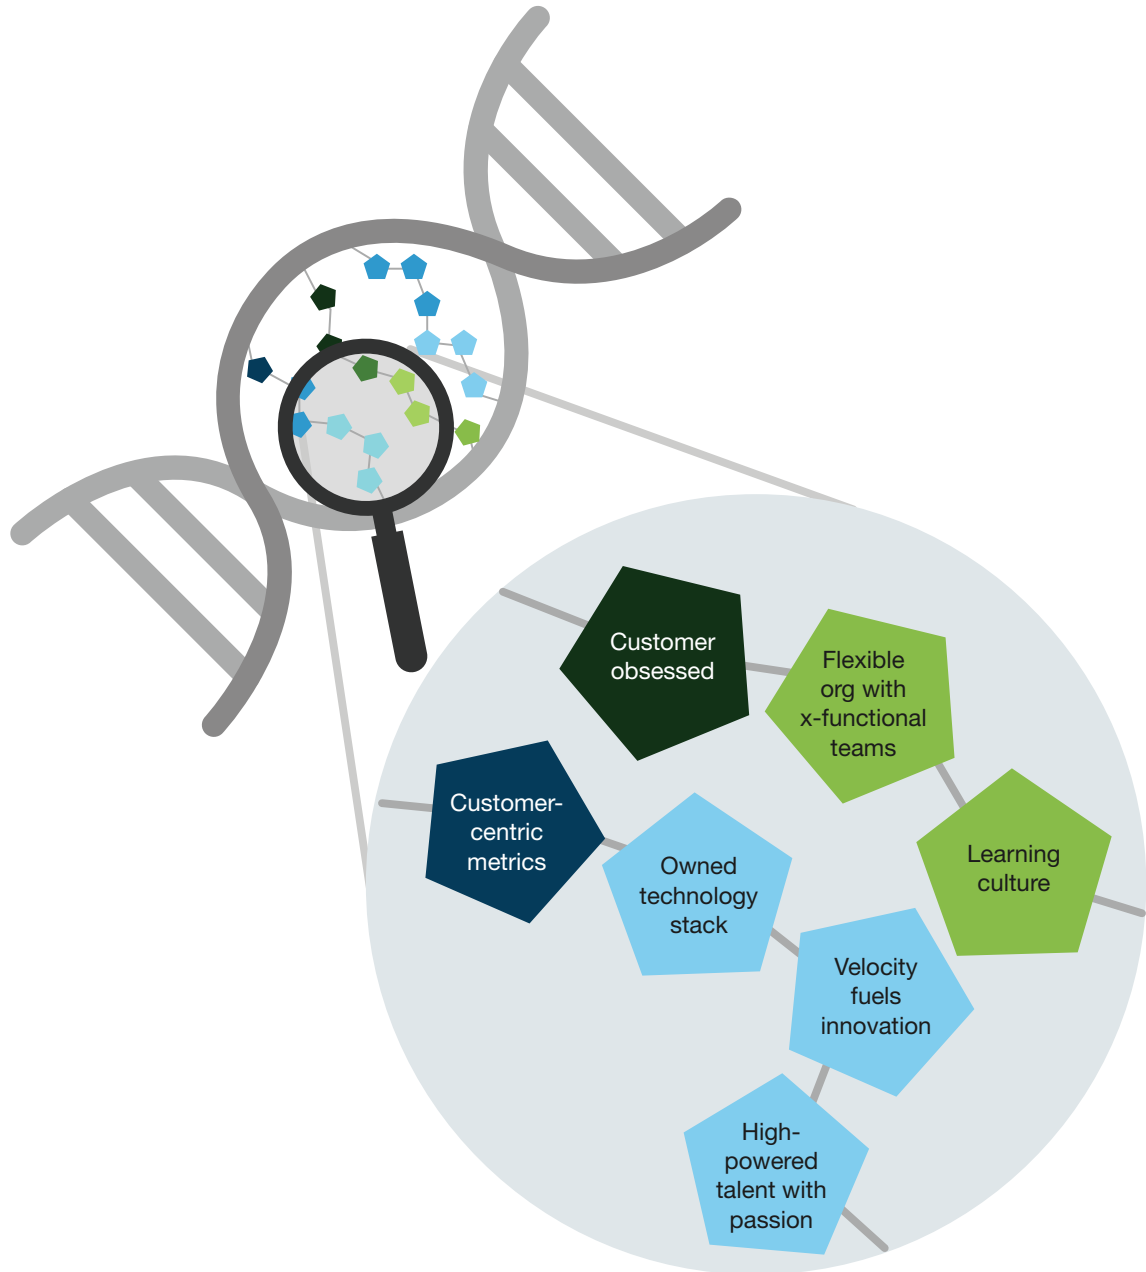 Customer
obsessed
Flexible
org with
x-functional
teams
Learning
culture
Customer-
centric
metrics
Owned
technology
stack
Velocity
fuels
innovation
High-
powered
talent with
passion